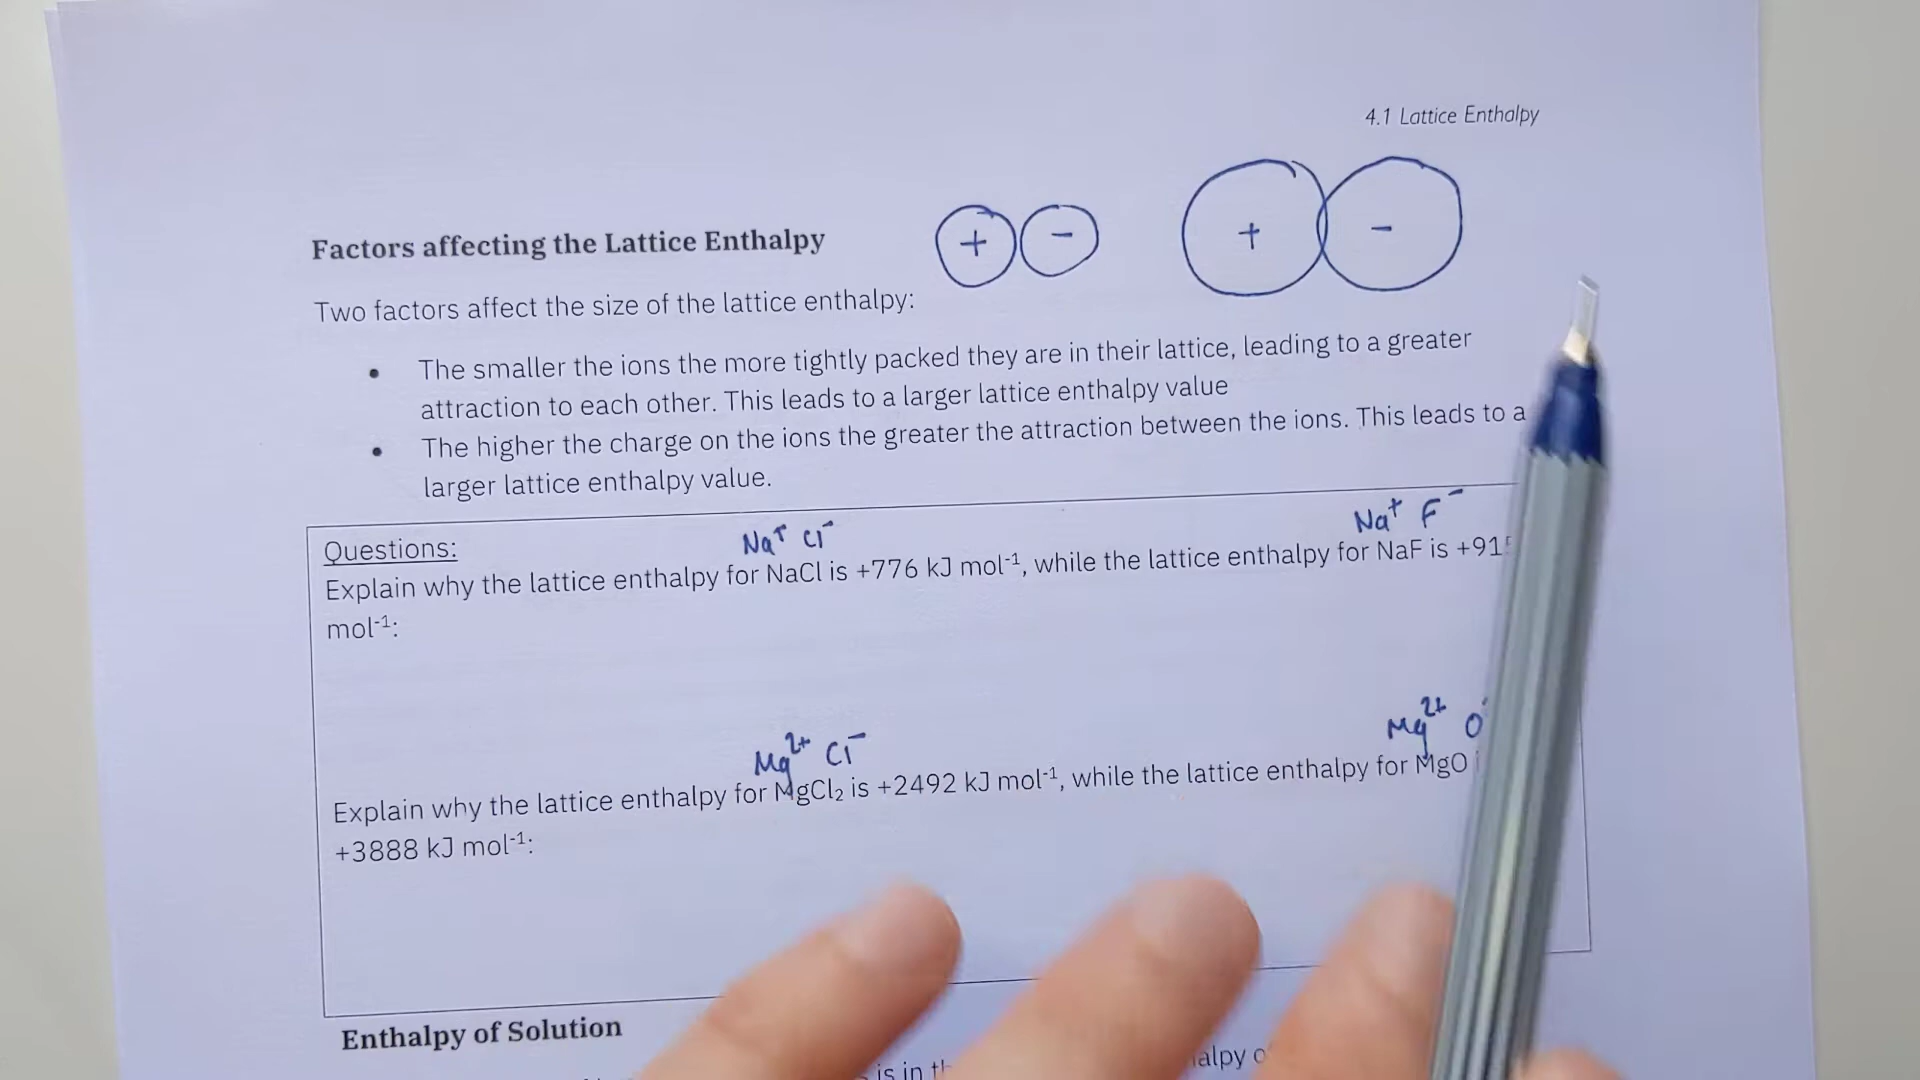 4.1 Lattice Enthalpy
+ - + -
Factors affecting the Lattice Enthalpy
Two factors affect the size of the lattice enthalpy:
• The smaller the ions the more tightly packed they are in their lattice, leading to a greater
attraction to each other. This leads to a larger lattice enthalpy value
• The higher the charge on the ions the greater the attraction between the ions. This leads to a
larger lattice enthalpy value.
Na⁺ Cl⁻ Na⁺ F⁻
Questions:
Explain why the lattice enthalpy for NaCl is +776 kJ mol⁻¹, while the lattice enthalpy for NaF is +91
mol⁻¹:
Mg²⁺ Cl⁻ Mg²⁺ O
Explain why the lattice enthalpy for MgCl₂ is +2492 kJ mol⁻¹, while the lattice enthalpy for MgO
+3888 kJ mol⁻¹:
Enthalpy of Solution
is in